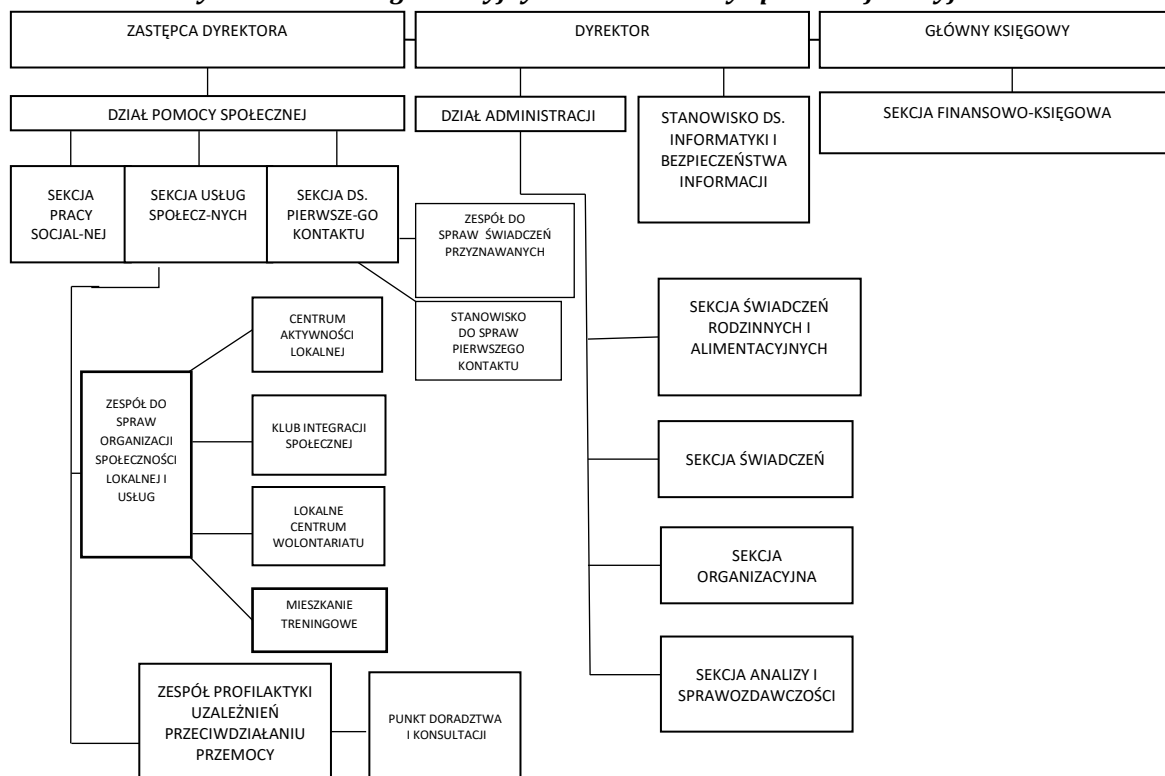 ZASTĘPCA DYREKTORA
DYREKTOR
GŁÓWNY KSIĘGOWY
DZIAŁ POMOCY SPOŁECZNEJ
DZIAŁ ADMINISTRACJI
STANOWISKO DS.
INFORMATYKI I
BEZPIECZEŃSTWA
INFORMACJI
SEKCJA FINANSOWO-KSIĘGOWA
SEKCJA
PRACY
SOCJAL-NEJ
SEKCJA USŁUG
SPOŁECZ-NYCH
SEKCJA DS.
PIERWSZE-GO
KONTAKTU
ZESPÓŁ DO
SPRAW ŚWIADCZEŃ
PRZYZNAWANYCH
STANOWISKO
DO SPRAW
PIERWSZEGO
KONTAKTU
CENTRUM
AKTYWNOŚCI
LOKALNEJ
ZESPÓŁ DO
SPRAW
ORGANIZACJI
SPOŁECZNOŚCI
LOKALNEJ I
USŁUG
KLUB INTEGRACJI
SPOŁECZNEJ
LOKALNE
CENTRUM
WOLONTARIATU
MIESZKANIE
TRENINGOWE
ZESPÓŁ PROFILAKTYKI
UZALEŻNIEŃ
PRZECIWDZIAŁANIU
PRZEMOCY
PUNKT DORADZTWA
I KONSULTACJI
SEKCJA ŚWIADCZEŃ
RODZINNYCH I
ALIMENTACYJNYCH
SEKCJA ŚWIADCZEŃ
SEKCJA
ORGANIZACYJNA
SEKCJA ANALIZY I
SPRAWOZDAWCZOŚCI